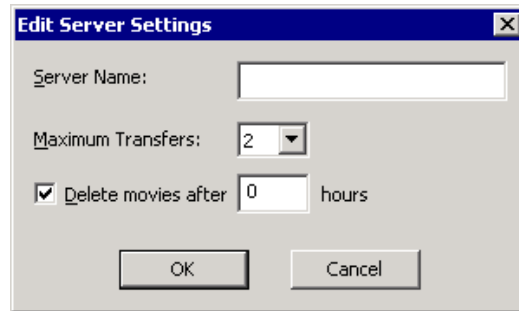 Edit Server Settings
Server Name:
Maximum Transfers: 2
Delete movies after 0 hours
OK Cancel